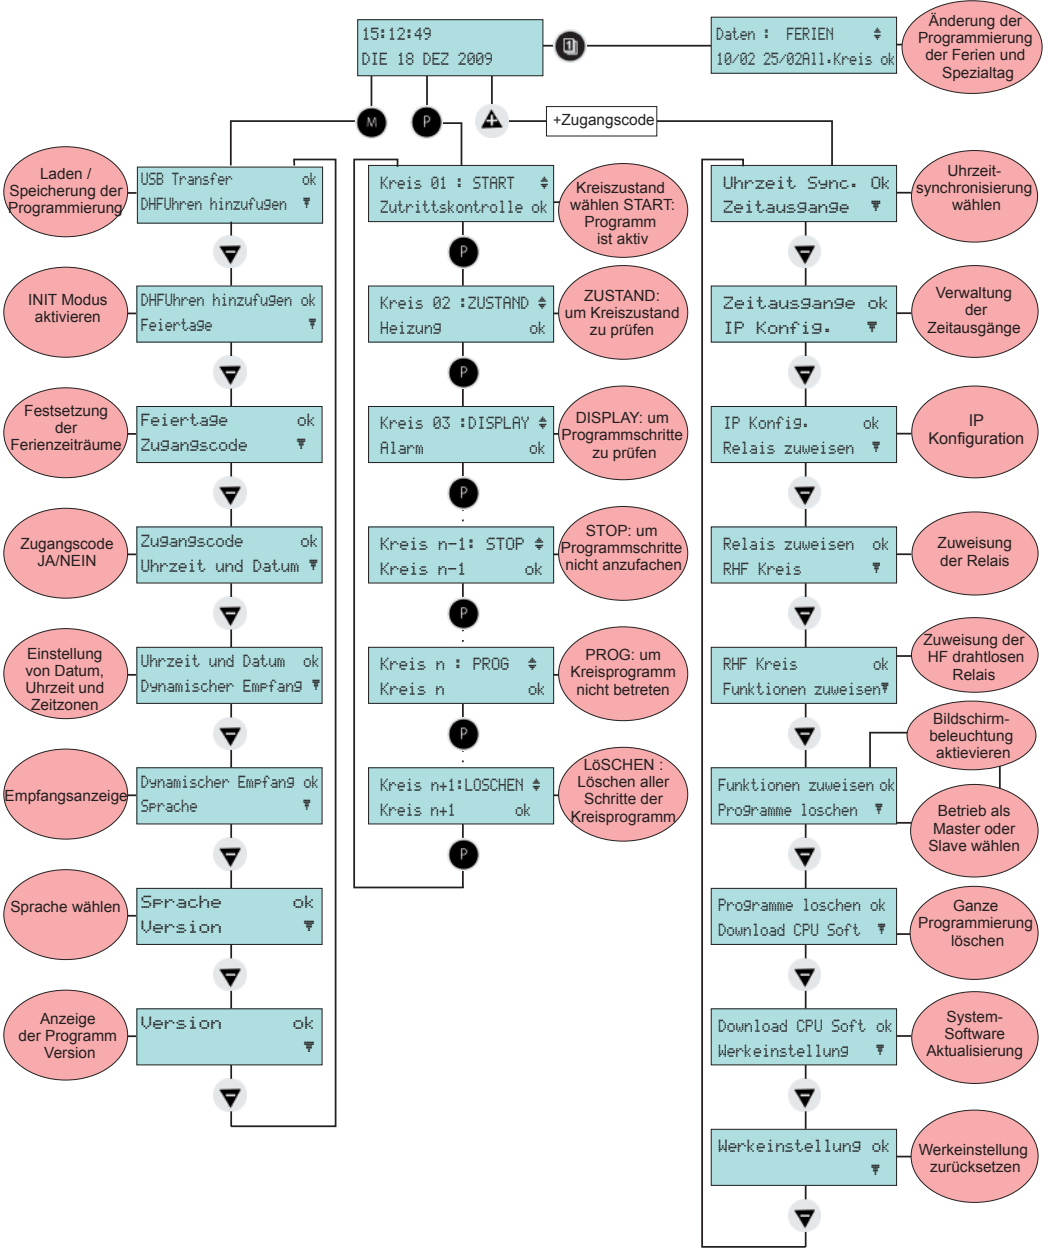 15:12:49
DIE 18 DEZ 2009
1
Daten : FERIEN
10/02 25/02All.Kreis ok
Änderung der
Programmierung
der Ferien und
Spezialtag
M
P
+
+Zugangscode
Laden /
Speicherung der
Programmierung
USB Transfer ok
DHFUhren hinzufugen
INIT Modus
aktivieren
DHFUhren hinzufugen ok
Feiertage
Festsetzung
der
Ferienzeiträume
Feiertage ok
Zugangscode
Zugangscode
JA/NEIN
Zugangscode ok
Uhrzeit und Datum
Einstellung
von Datum,
Uhrzeit und
Zeitzonen
Uhrzeit und Datum ok
Dynamischer Empfang
Empfangsanzeige
Dynamischer Empfang ok
Sprache
Sprache wählen
Sprache ok
Version
Anzeige
der Programm
Version
Version ok
Kreis 01 : START
Zutrittskontrolle ok
Kreiszustand
wählen START:
Programm
ist aktiv
P
Kreis 02 :ZUSTAND
Heizung ok
ZUSTAND:
um Kreiszustand
zu prüfen
P
Kreis 03 :DISPLAY
Alarm ok
DISPLAY: um
Programmschritte
zu prüfen
P
Kreis n-1: STOP
Kreis n-1 ok
STOP: um
Programmschritte
nicht anzufachen
P
Kreis n : PROG
Kreis n ok
PROG: um
Kreisprogramm
nicht betreten
P
Kreis n+1:LOSCHEN
Kreis n+1 ok
LöSCHEN :
Löschen aller
Schritte der
Kreisprogramm
P
Uhrzeit Sync. Ok
Zeitausgange
Uhrzeit-
synchronisierung
wählen
Zeitausgange ok
IP Konfig.
Verwaltung
der
Zeitausgänge
IP Konfig. ok
Relais zuweisen
IP
Konfiguration
Relais zuweisen ok
RHF Kreis
Zuweisung
der Relais
RHF Kreis ok
Funktionen zuweisen
Zuweisung der
HF drahtlosen
Relais
Bildschirm-
beleuchtung
aktievieren
Funktionen zuweisen ok
Programme loschen
Betrieb als
Master oder
Slave wählen
Programme loschen ok
Download CPU Soft
Ganze
Programmierung
löschen
Download CPU Soft ok
Werkeinstellung
System-
Software
Aktualisierung
Werkeinstellung ok
Werkeinstellung
zurücksetzen